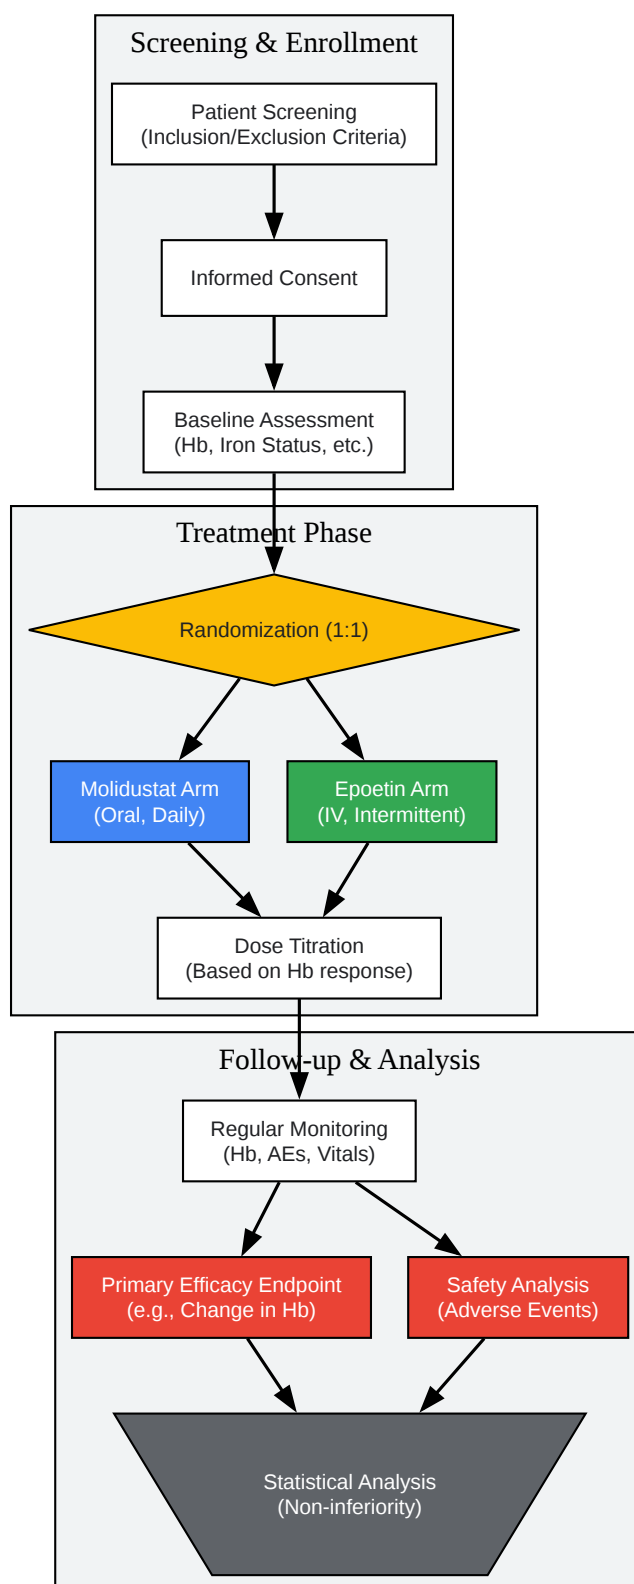 Screening & Enrollment
Patient Screening
(Inclusion/Exclusion Criteria)
Informed Consent
Baseline Assessment
(Hb, Iron Status, etc.)
Treatment Phase
Randomization (1:1)
Molidustat Arm
(Oral, Daily)
Epoetin Arm
(IV, Intermittent)
Dose Titration
(Based on Hb response)
Follow-up & Analysis
Regular Monitoring
(Hb, AEs, Vitals)
Primary Efficacy Endpoint
(e.g., Change in Hb)
Safety Analysis
(Adverse Events)
Statistical Analysis
(Non-inferiority)